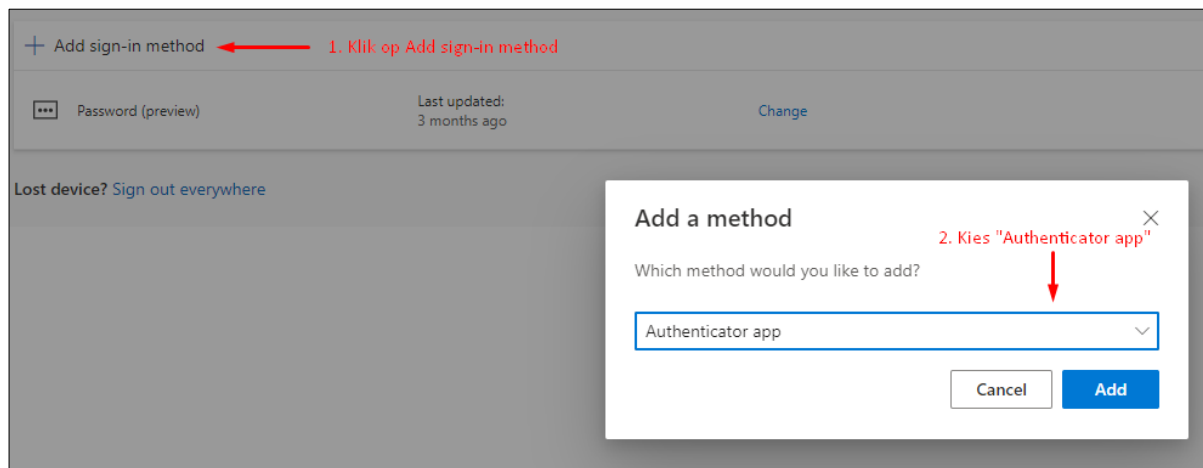 Add sign-in method
1. Klik op Add sign-in method
Password (preview)
Last updated:
3 months ago
Change
Lost device? Sign out everywhere
Add a method
2. Kies "Authenticator app"
Which method would you like to add?
Authenticator app
Cancel
Add